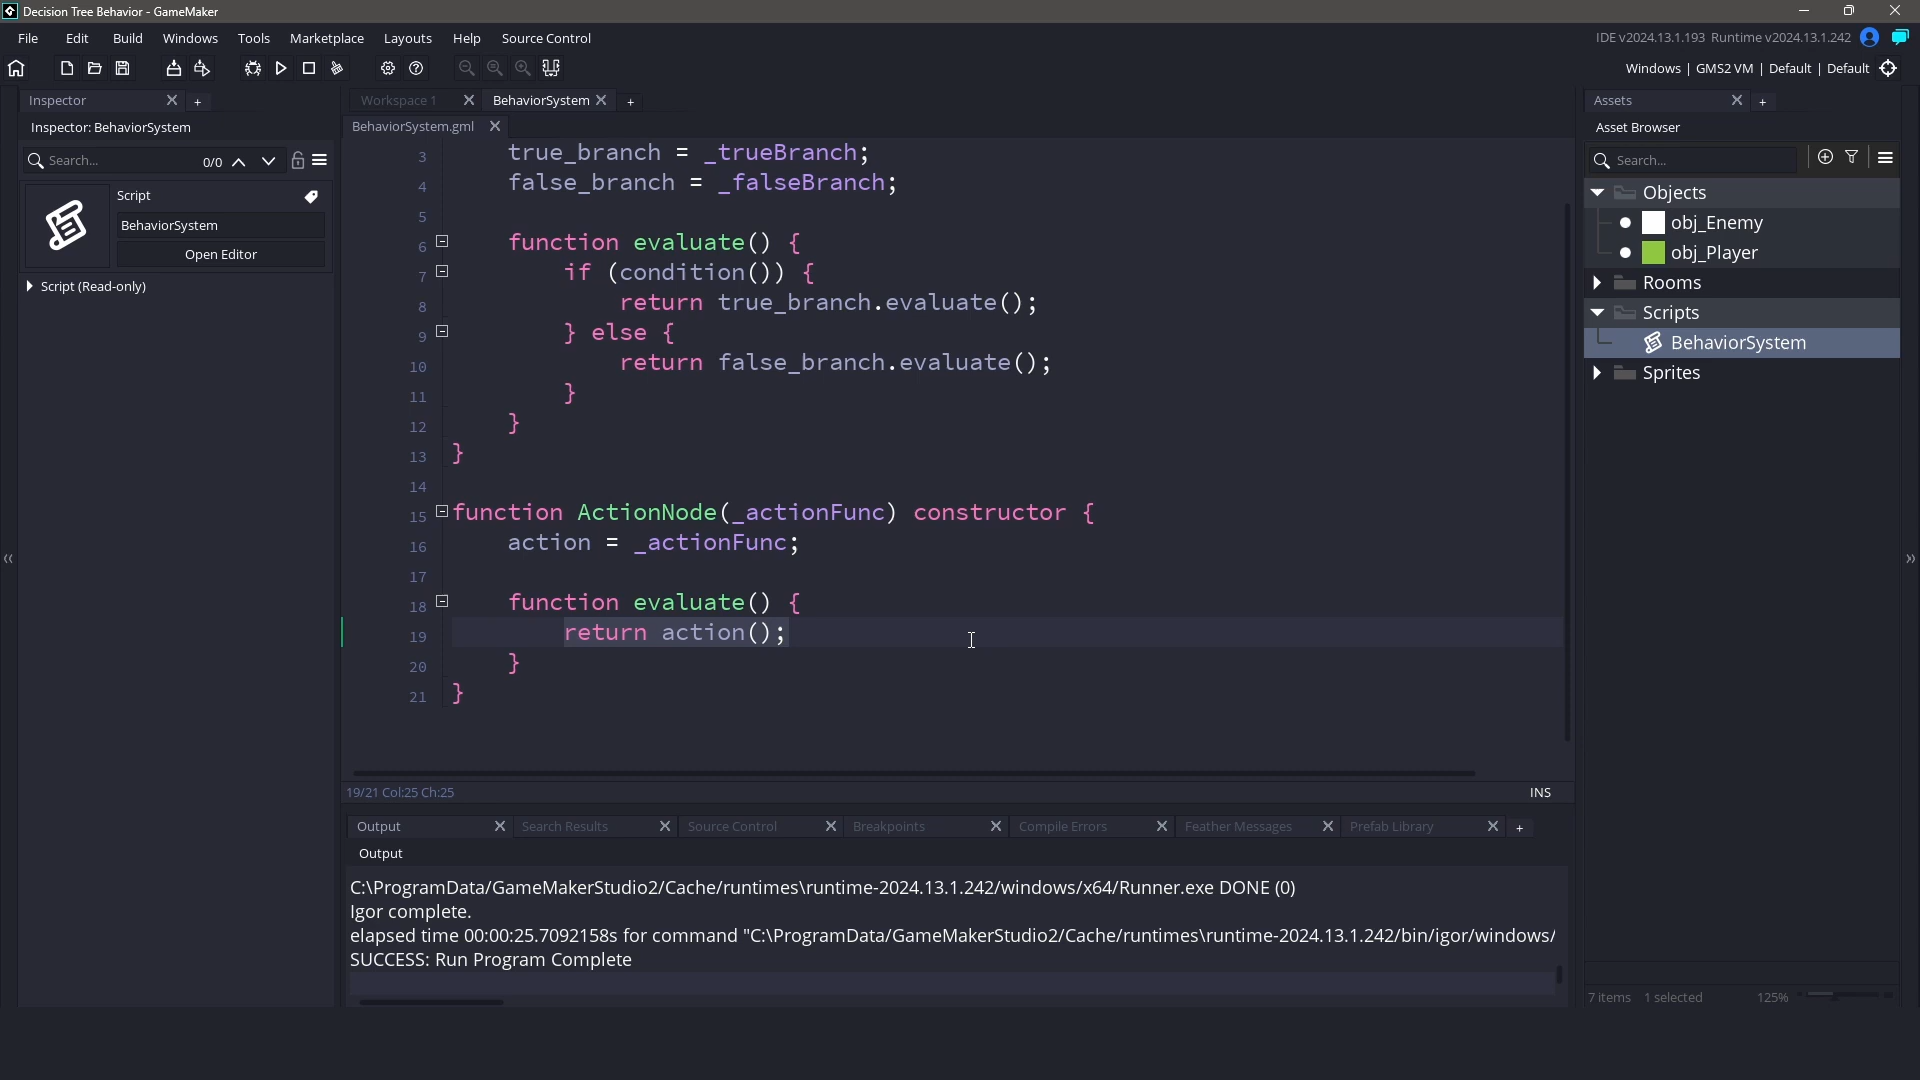 Decision Tree Behavior - GameMaker
File Edit Build Windows Tools Marketplace Layouts Help Source Control
IDE v2024.13.1.193 Runtime v2024.13.1.242
Windows | GMS2 VM | Default | Default
Inspector
Inspector: BehaviorSystem
Search...
0/0
Script
BehaviorSystem
Open Editor
Script (Read-only)
Workspace 1
BehaviorSystem
BehaviorSystem.gml
3 true_branch = _trueBranch;
4 false_branch = _falseBranch;
5
6 function evaluate() {
7 if (condition()) {
8 return true_branch.evaluate();
9 } else {
10 return false_branch.evaluate();
11 }
12 }
13 }
14
15 function ActionNode(_actionFunc) constructor {
16 action = _actionFunc;
17
18 function evaluate() {
19 return action();
20 }
21 }
19/21 Col:25 Ch:25
INS
Output Search Results Source Control Breakpoints Compile Errors Feather Messages Prefab Library
Output
C:\ProgramData/GameMakerStudio2/Cache/runtimes\runtime-2024.13.1.242/windows/x64/Runner.exe DONE (0)
Igor complete.
elapsed time 00:00:25.7092158s for command "C:\ProgramData/GameMakerStudio2/Cache/runtimes\runtime-2024.13.1.242/bin/igor/windows/
SUCCESS: Run Program Complete
Assets
Asset Browser
Search...
Objects
obj_Enemy
obj_Player
Rooms
Scripts
BehaviorSystem
Sprites
7 items 1 selected 125%